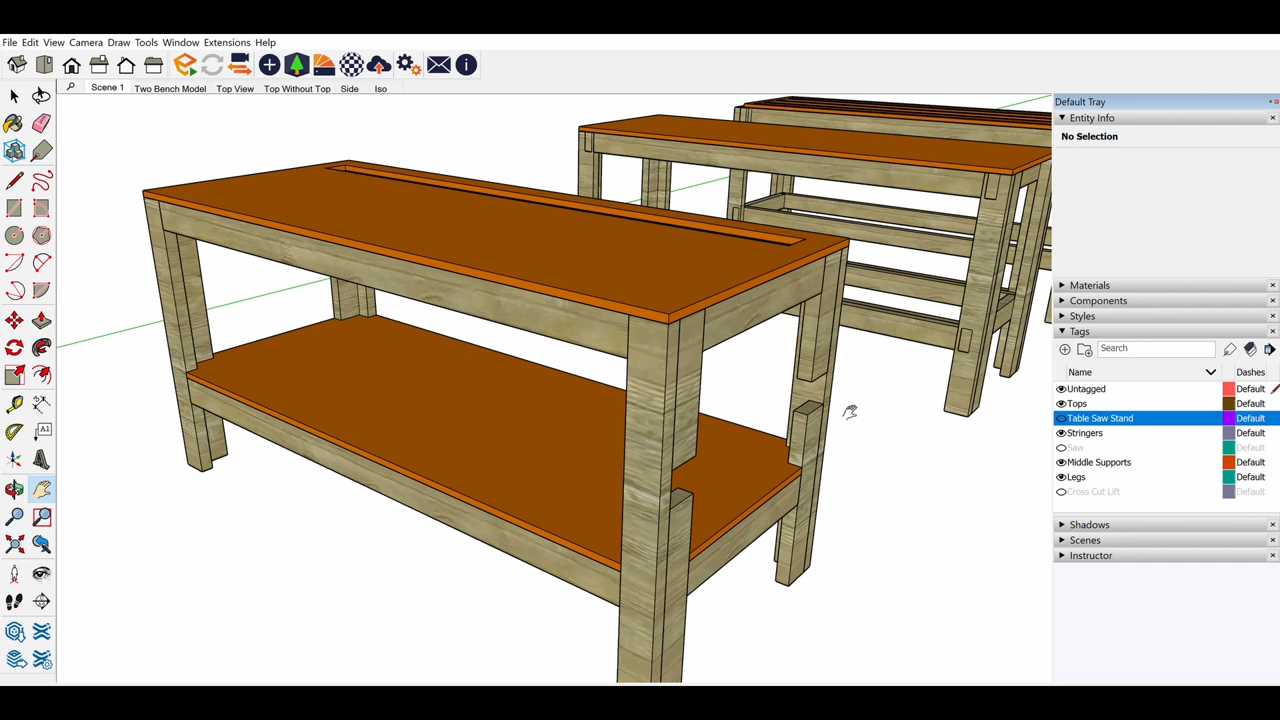 File Edit View Camera Draw Tools Window Extensions Help
Scene 1 Two Bench Model Top View Top Without Top Side Iso
Default Tray
Entity Info
No Selection
Materials
Components
Styles
Tags
Search
Name Dashes
Untagged Default
Tops Default
Table Saw Stand Default
Stringers Default
Saw Default
Middle Supports Default
Legs Default
Cross Cut Lift Default
Shadows
Scenes
Instructor
A1